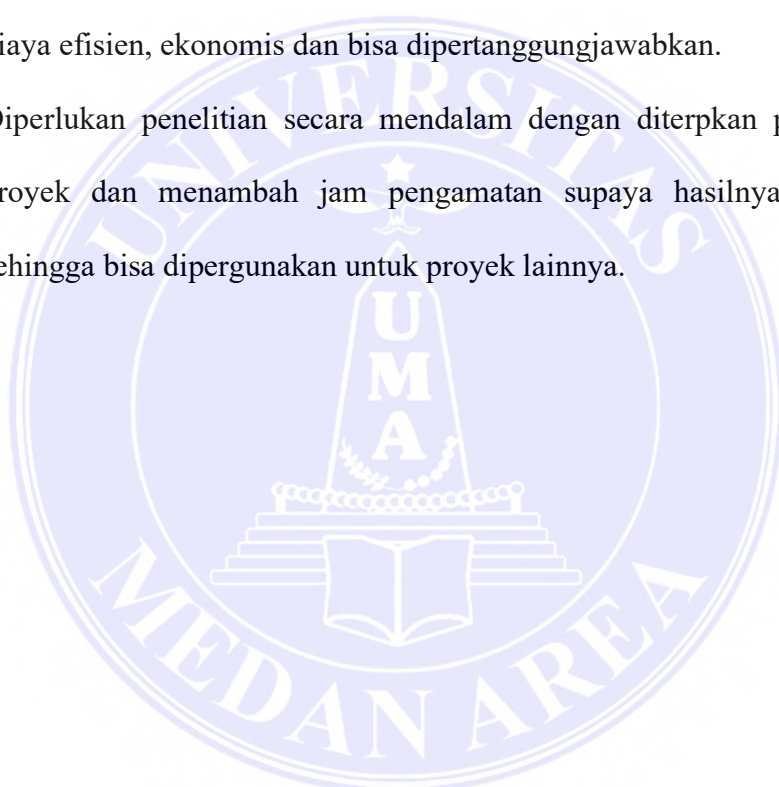 iaya efisien, ekonomis dan bisa dipertanggungjawabkan.
Diperlukan penelitian secara mendalam dengan diterpkan p
royek dan menambah jam pengamatan supaya hasilnya
ehingga bisa dipergunakan untuk proyek lainnya.
UNIVERSITAS
U
M
A
MEDAN AREA